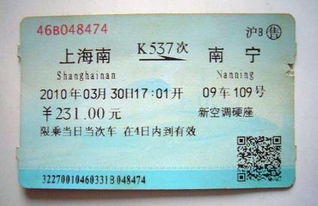 46B048474 沪B 售
上海南 K537次 南宁
Shanghainan Nanning
2010年03月30日17:01开 09车109号
¥231.00元 新空调硬座
限乘当日当次车 在4日内到有效
32270010460331B048474